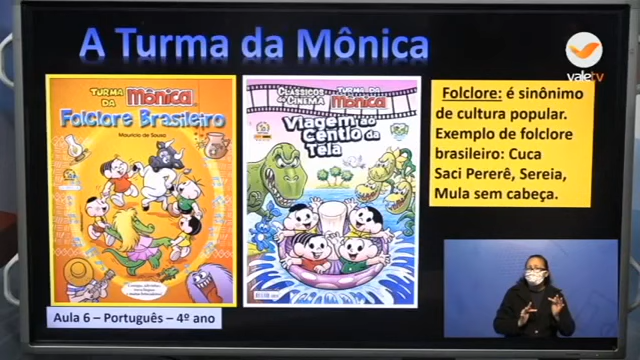 A Turma da Mônica
valetv
TURMA
DA
MÔNICA
Folclore Brasileiro
Mauricio de Sousa
CLÁSSICOS
DO CINEMA
TURMA DA
MÔNICA
Viagem ao
Centlo da
Tela
Folclore: é sinônimo
de cultura popular.
Exemplo de folclore
brasileiro: Cuca
Saci Pererê, Sereia,
Mula sem cabeça.
Aula 6 – Português – 4º ano